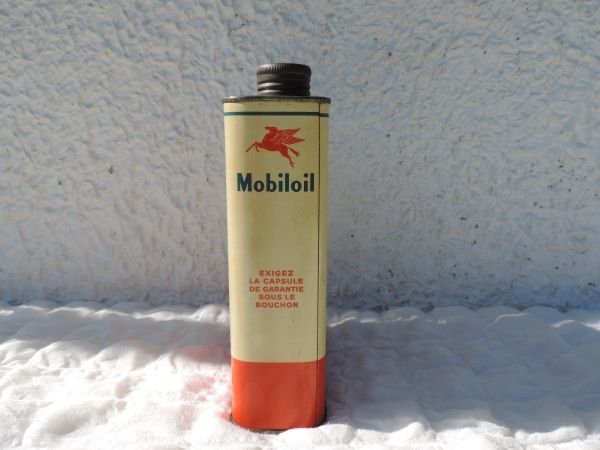 Mobiloil
EXIGEZ
LA CAPSULE
DE GARANTIE
SOUS LE
BOUCHON